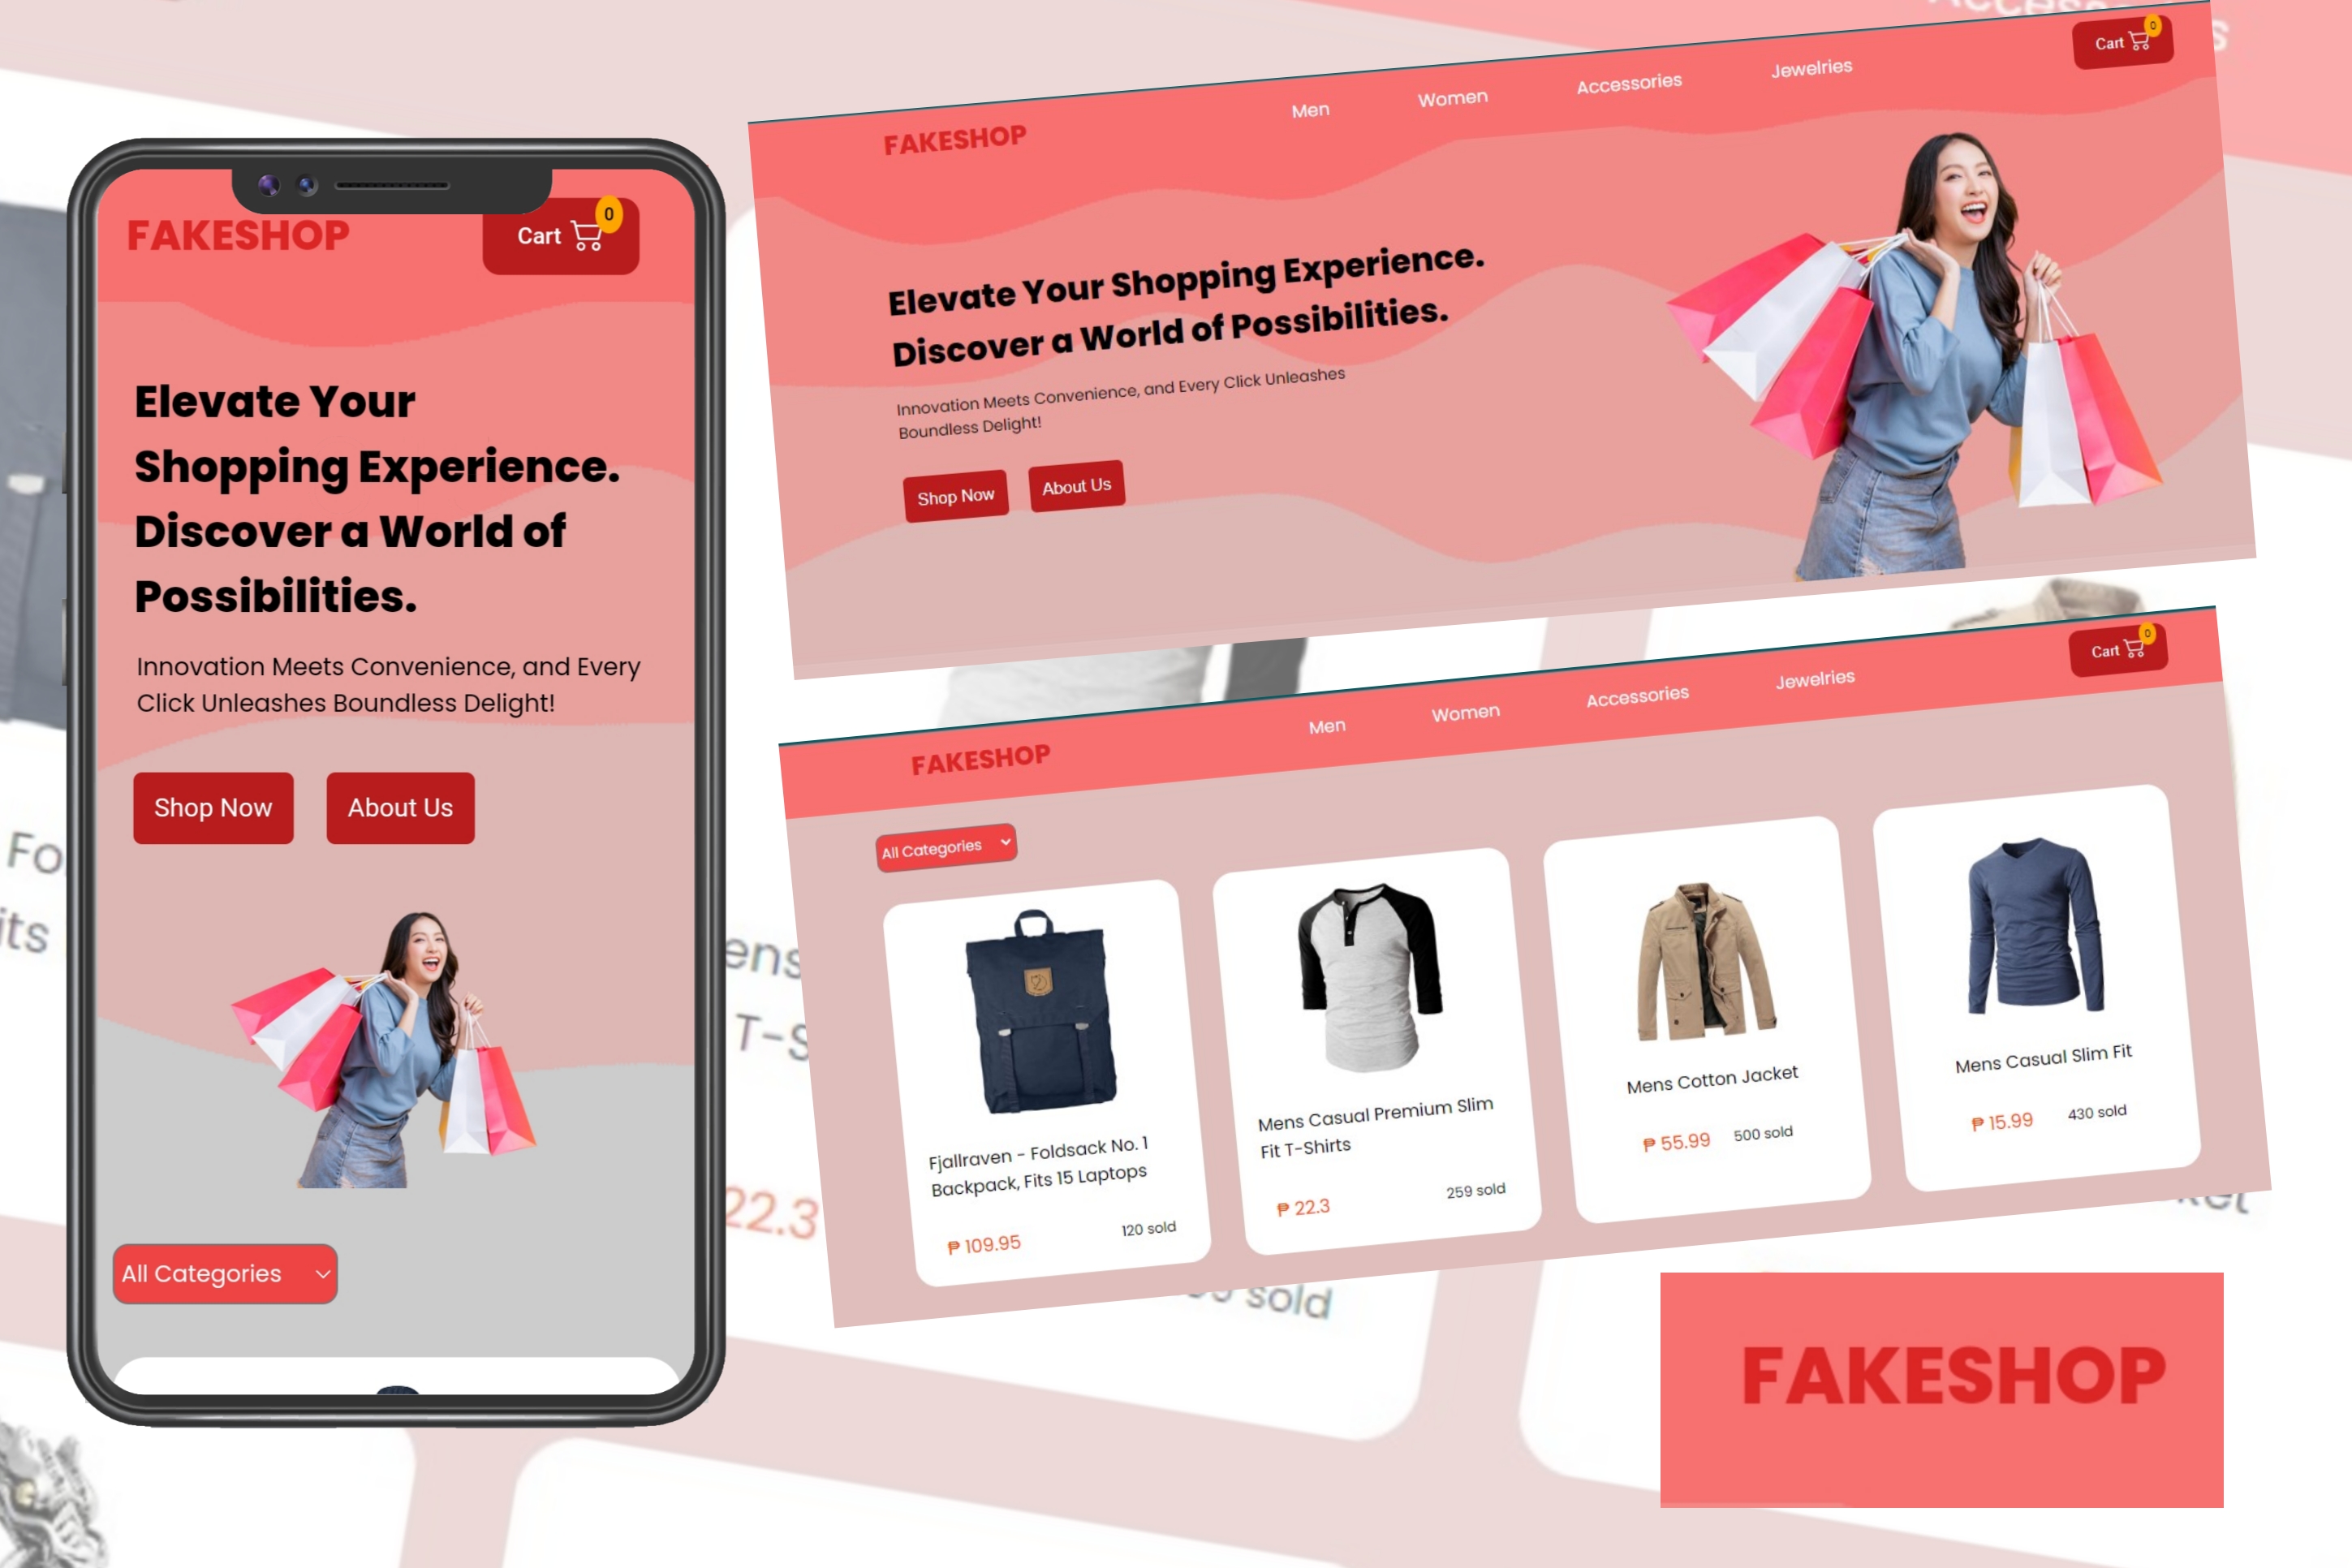 FAKESHOP
Cart
0
Elevate Your
Shopping Experience.
Discover a World of
Possibilities.
Innovation Meets Convenience, and Every
Click Unleashes Boundless Delight!
Shop Now
About Us
All Categories
FAKESHOP
Men
Women
Accessories
Jewelries
Cart
0
Elevate Your Shopping Experience.
Discover a World of Possibilities.
Innovation Meets Convenience, and Every Click Unleashes
Boundless Delight!
Shop Now
About Us
FAKESHOP
Men
Women
Accessories
Jewelries
Cart
0
All Categories
Fjallraven - Foldsack No. 1
Backpack, Fits 15 Laptops
₱ 109.95
120 sold
Mens Casual Premium Slim
Fit T-Shirts
₱ 22.3
259 sold
Mens Cotton Jacket
₱ 55.99
500 sold
Mens Casual Slim Fit
₱ 15.99
430 sold
FAKESHOP
22.3
sold